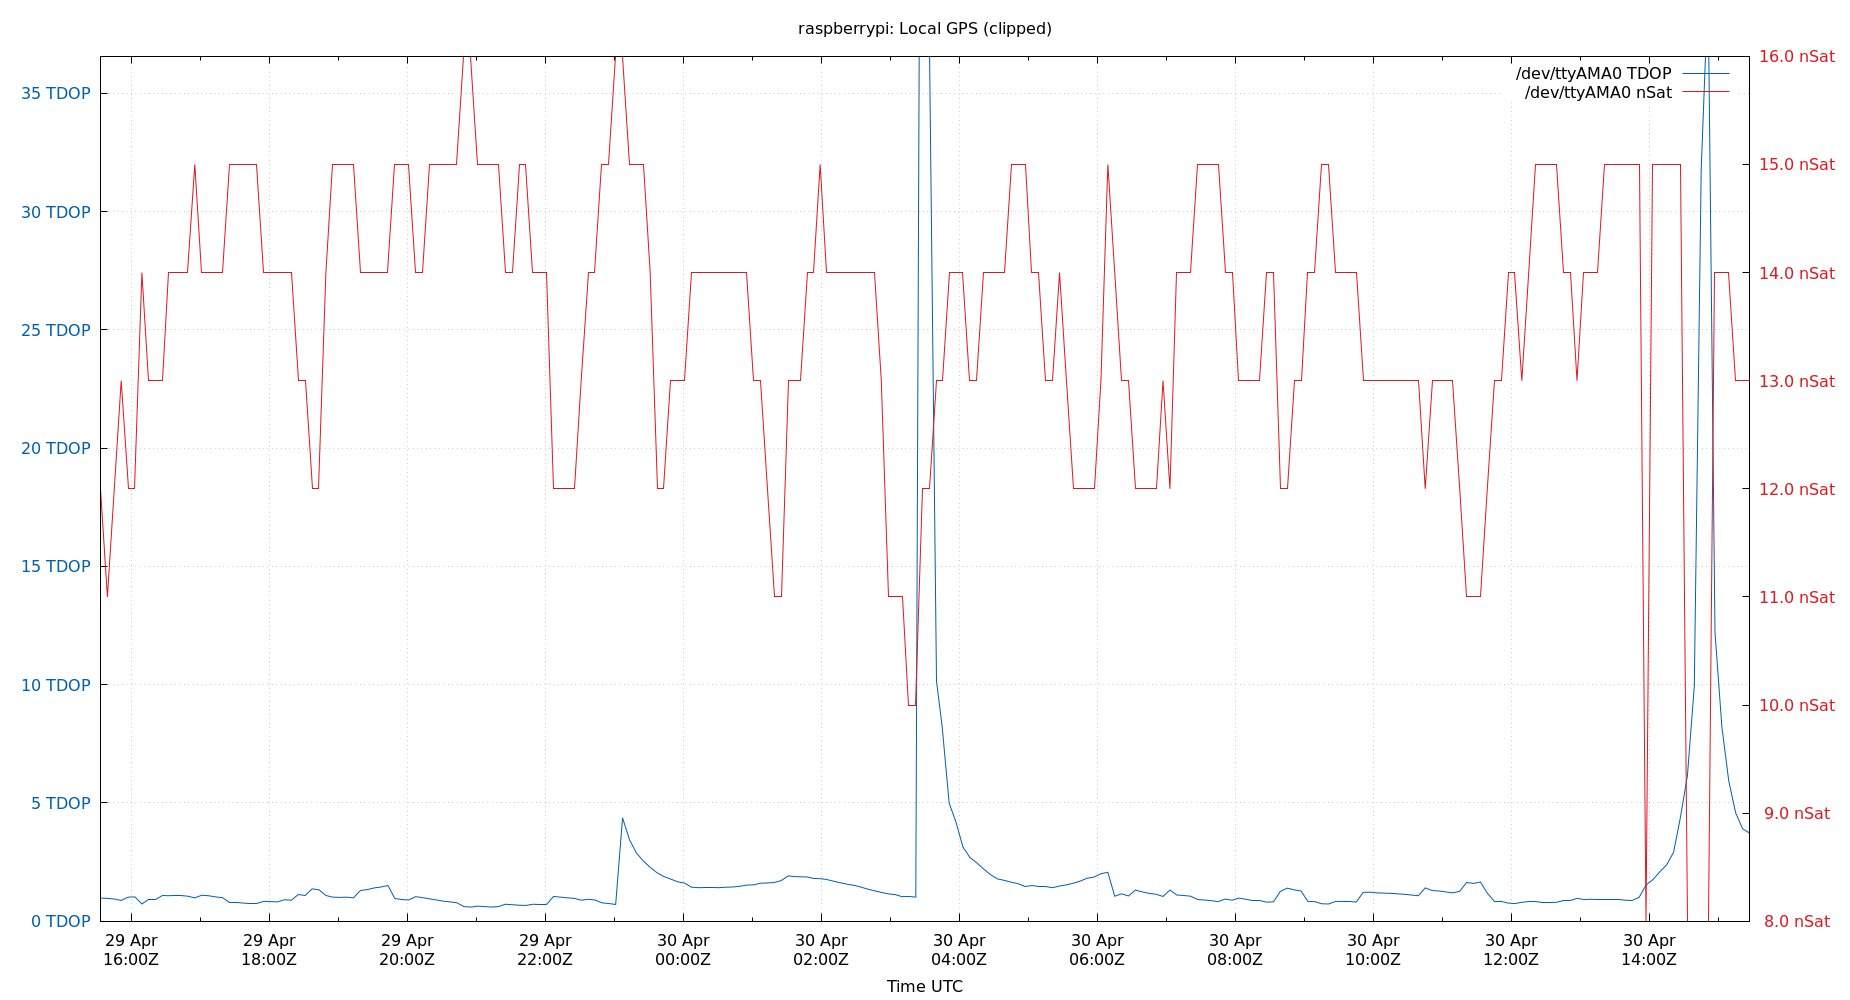 raspberrypi: Local GPS (clipped)
/dev/ttyAMA0 TDOP
/dev/ttyAMA0 nSat
35 TDOP
30 TDOP
25 TDOP
20 TDOP
15 TDOP
10 TDOP
5 TDOP
0 TDOP
16.0 nSat
15.0 nSat
14.0 nSat
13.0 nSat
12.0 nSat
11.0 nSat
10.0 nSat
9.0 nSat
8.0 nSat
29 Apr
16:00Z
29 Apr
18:00Z
29 Apr
20:00Z
29 Apr
22:00Z
30 Apr
00:00Z
30 Apr
02:00Z
30 Apr
04:00Z
30 Apr
06:00Z
30 Apr
08:00Z
30 Apr
10:00Z
30 Apr
12:00Z
30 Apr
14:00Z
Time UTC